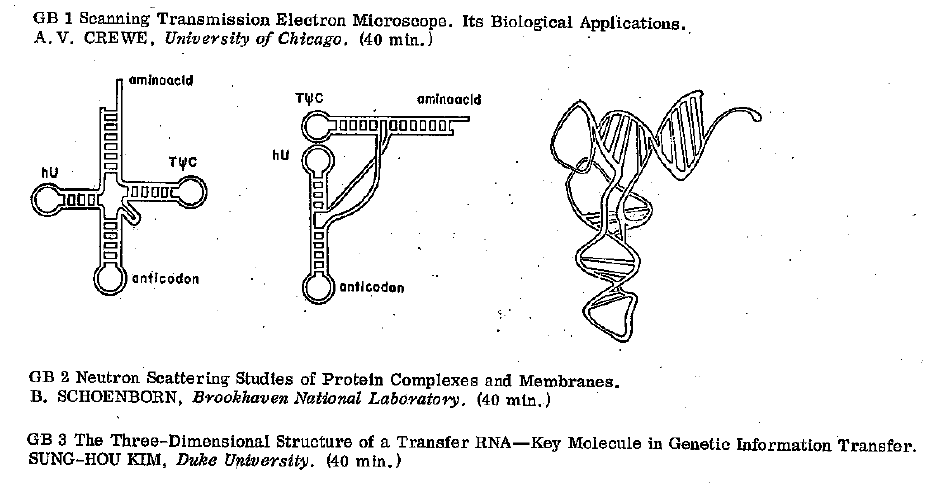 GB 1 Scanning Transmission Electron Microscope. Its Biological Applications.
A. V. CREWE, University of Chicago. (40 min.)
aminoacid
TψC
aminoacid
hU
TψC
hU
anticodon
anticodon
GB 2 Neutron Scattering Studies of Protein Complexes and Membranes.
B. SCHOENBORN, Brookhaven National Laboratory. (40 min.)
GB 3 The Three-Dimensional Structure of a Transfer RNA—Key Molecule in Genetic Information Transfer.
SUNG-HOU KIM, Duke University. (40 min.)